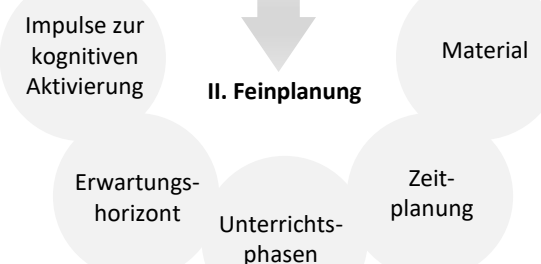 Impulse zur
kognitiven
Aktivierung
II. Feinplanung
Material
Erwartungs-
horizont
Unterrichts-
phasen
Zeit-
planung